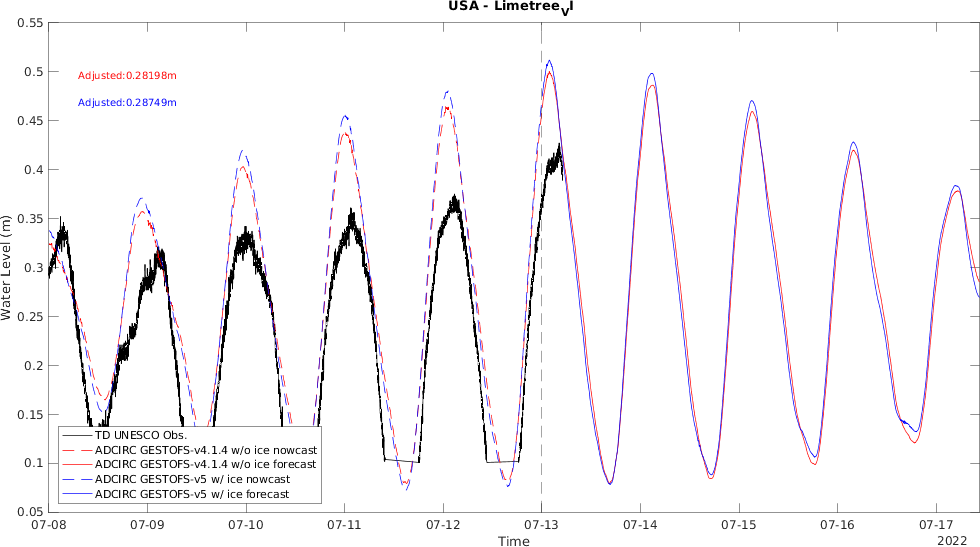 USA - Limetree_VI
0.55
0.5
0.45
0.4
0.35
0.3
0.25
0.2
0.15
0.1
0.05
Water Level (m)
Adjusted:0.28198m
Adjusted:0.28749m
TD UNESCO Obs.
ADCIRC GESTOFS-v4.1.4 w/o ice nowcast
ADCIRC GESTOFS-v4.1.4 w/o ice forecast
ADCIRC GESTOFS-v5 w/ ice nowcast
ADCIRC GESTOFS-v5 w/ ice forecast
07-08 07-09 07-10 07-11 07-12 07-13 07-14 07-15 07-16 07-17
Time
2022